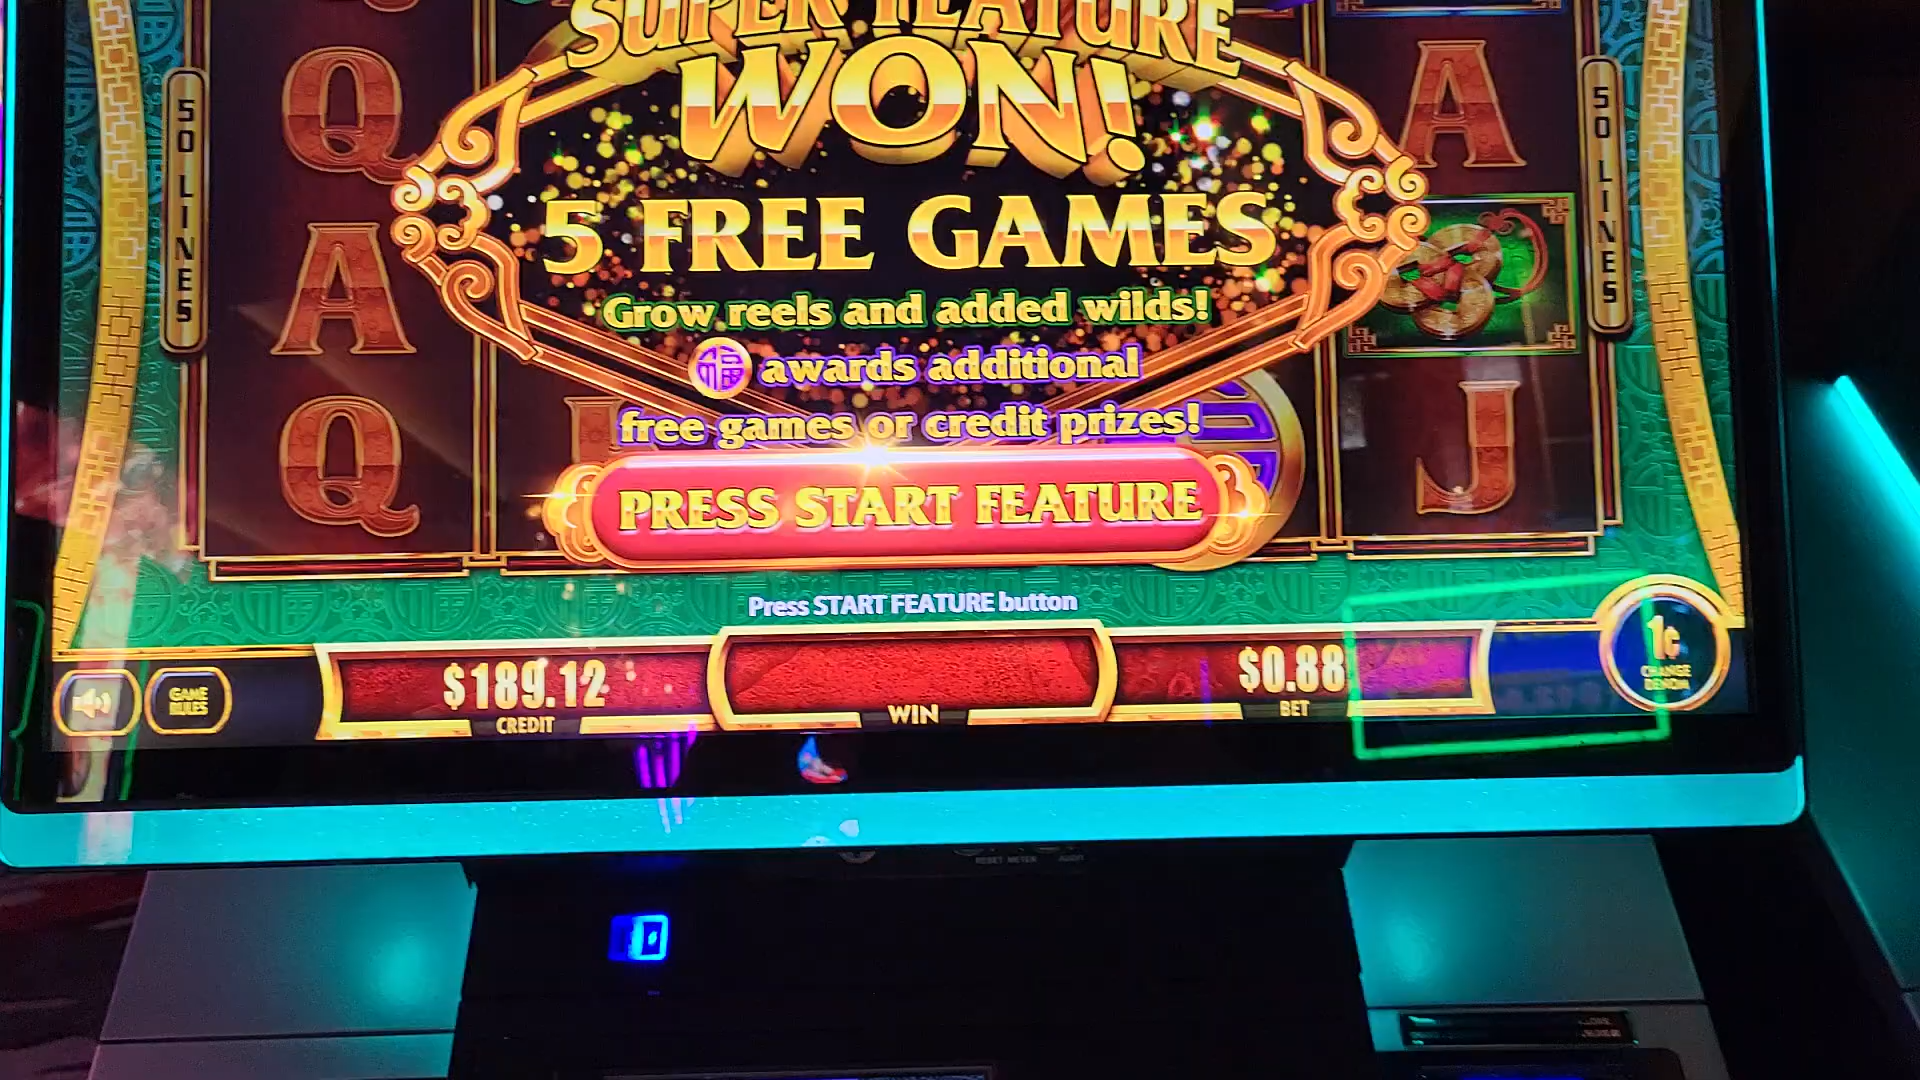 SUPER FEATURE
WON!
5 FREE GAMES
Grow reels and added wilds!
awards additional
free games or credit prizes!
PRESS START FEATURE
Press START FEATURE button
50 LINES
50 LINES
Q
A
Q
A
J
GAME
RULES
$189.12
CREDIT
WIN
$0.88
BET
1¢
CHANGE
DENOM
RESET METER